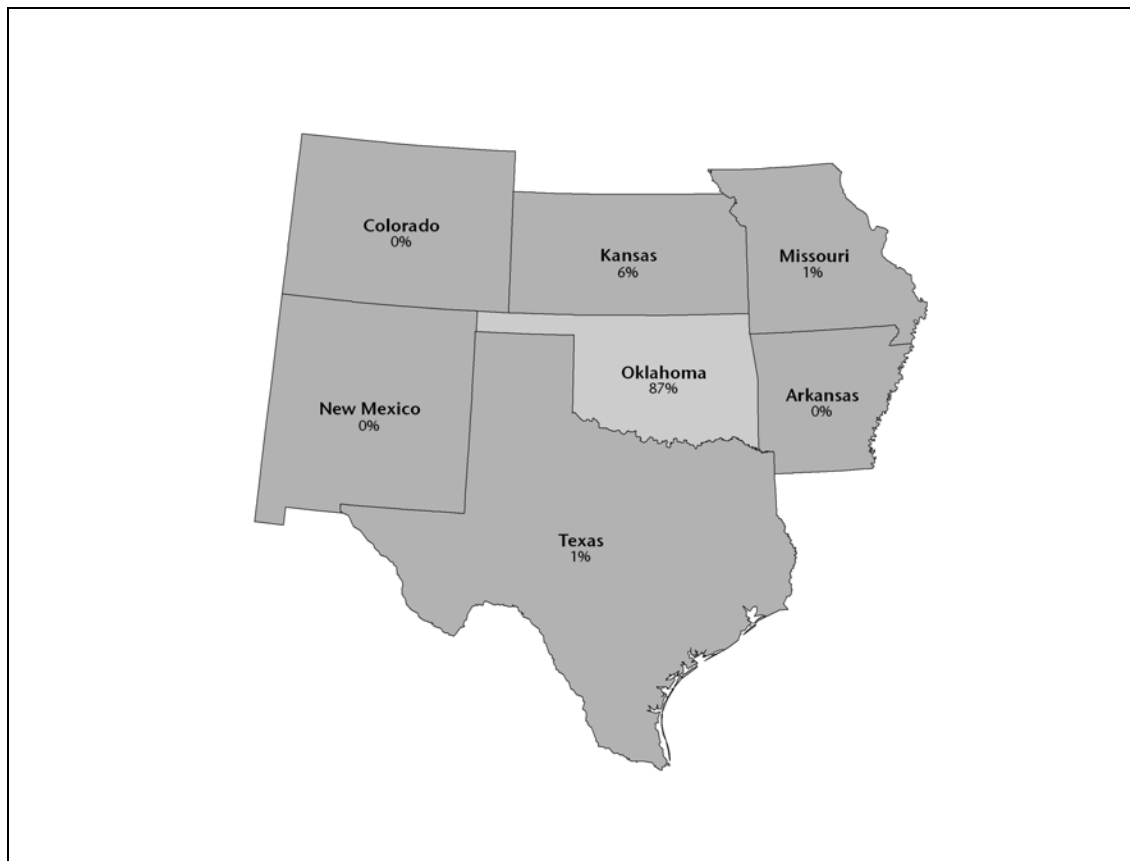 Colorado
0%
Kansas
6%
Missouri
1%
Oklahoma
87%
Arkansas
0%
New Mexico
0%
Texas
1%